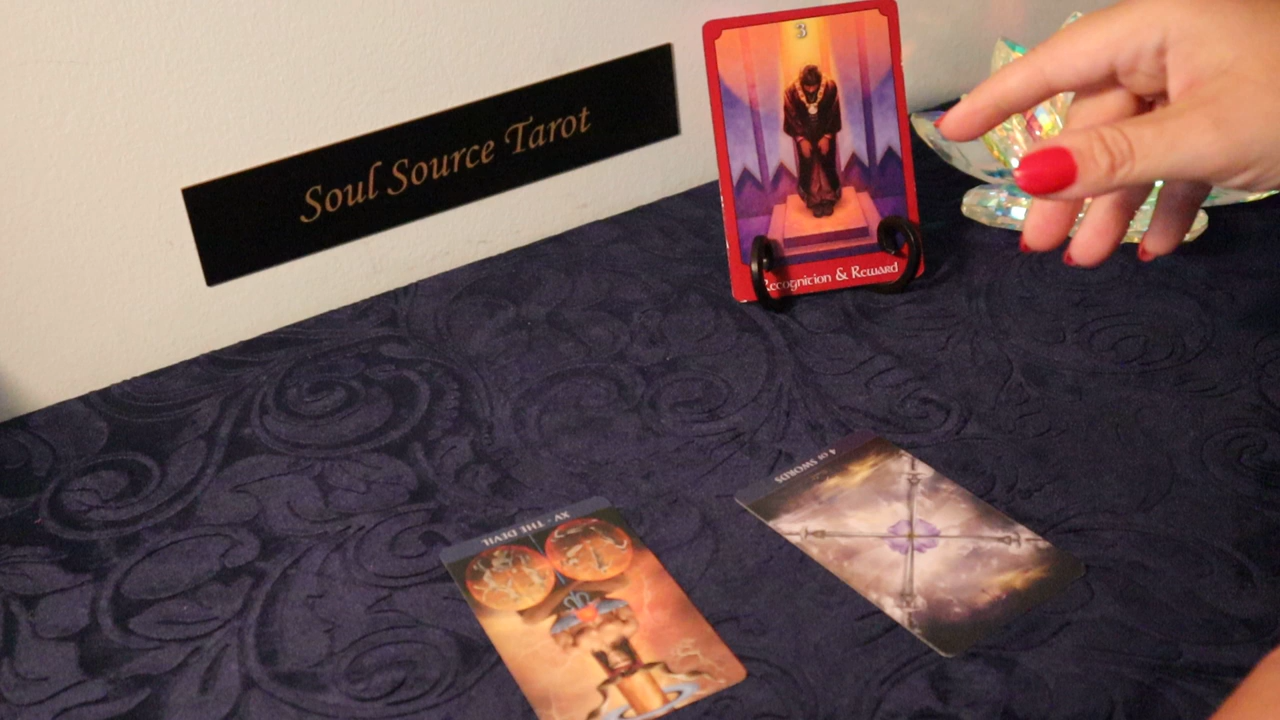 Soul Source Tarot
3
Recognition & Reward
4 OF SWORDS
XV - THE DEVIL